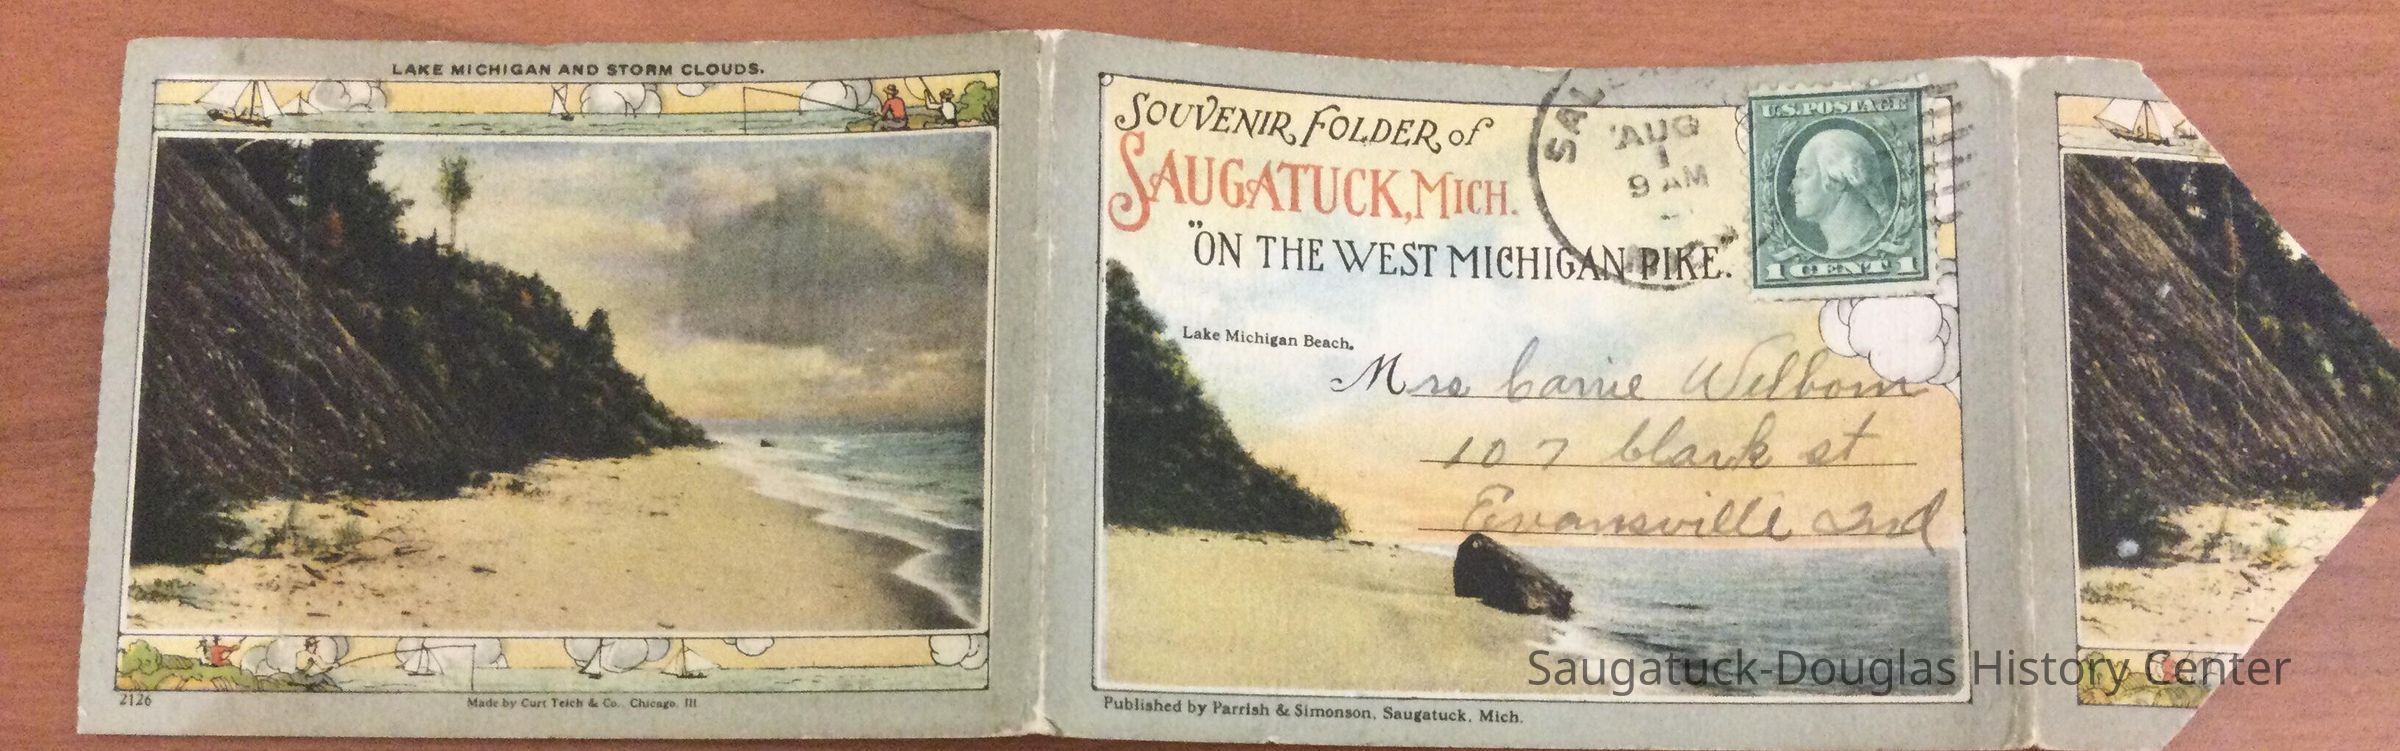 LAKE MICHIGAN AND STORM CLOUDS.
2126
Made by Curt Teich & Co., Chicago, Ill
SOUVENIR FOLDER of
SAUGATUCK, MICH.
"ON THE WEST MICHIGAN PIKE."
Lake Michigan Beach.
AUG
1
9 AM
U.S. POSTAGE
1 CENT 1
Mrs Carrie Welborn
107 Clark st
Evansville Ind
Published by Parrish & Simonson, Saugatuck, Mich.
Saugatuck-Douglas History Center